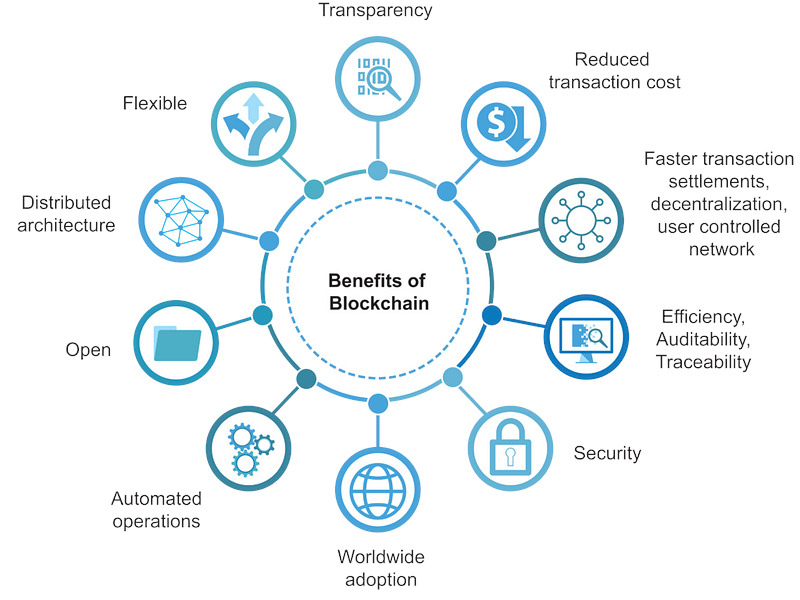 Transparency
Reduced
transaction cost
Faster transaction
settlements,
decentralization,
user controlled
network
Efficiency,
Auditability,
Traceability
Security
Worldwide
adoption
Automated
operations
Open
Distributed
architecture
Flexible
Benefits of
Blockchain
ID
$